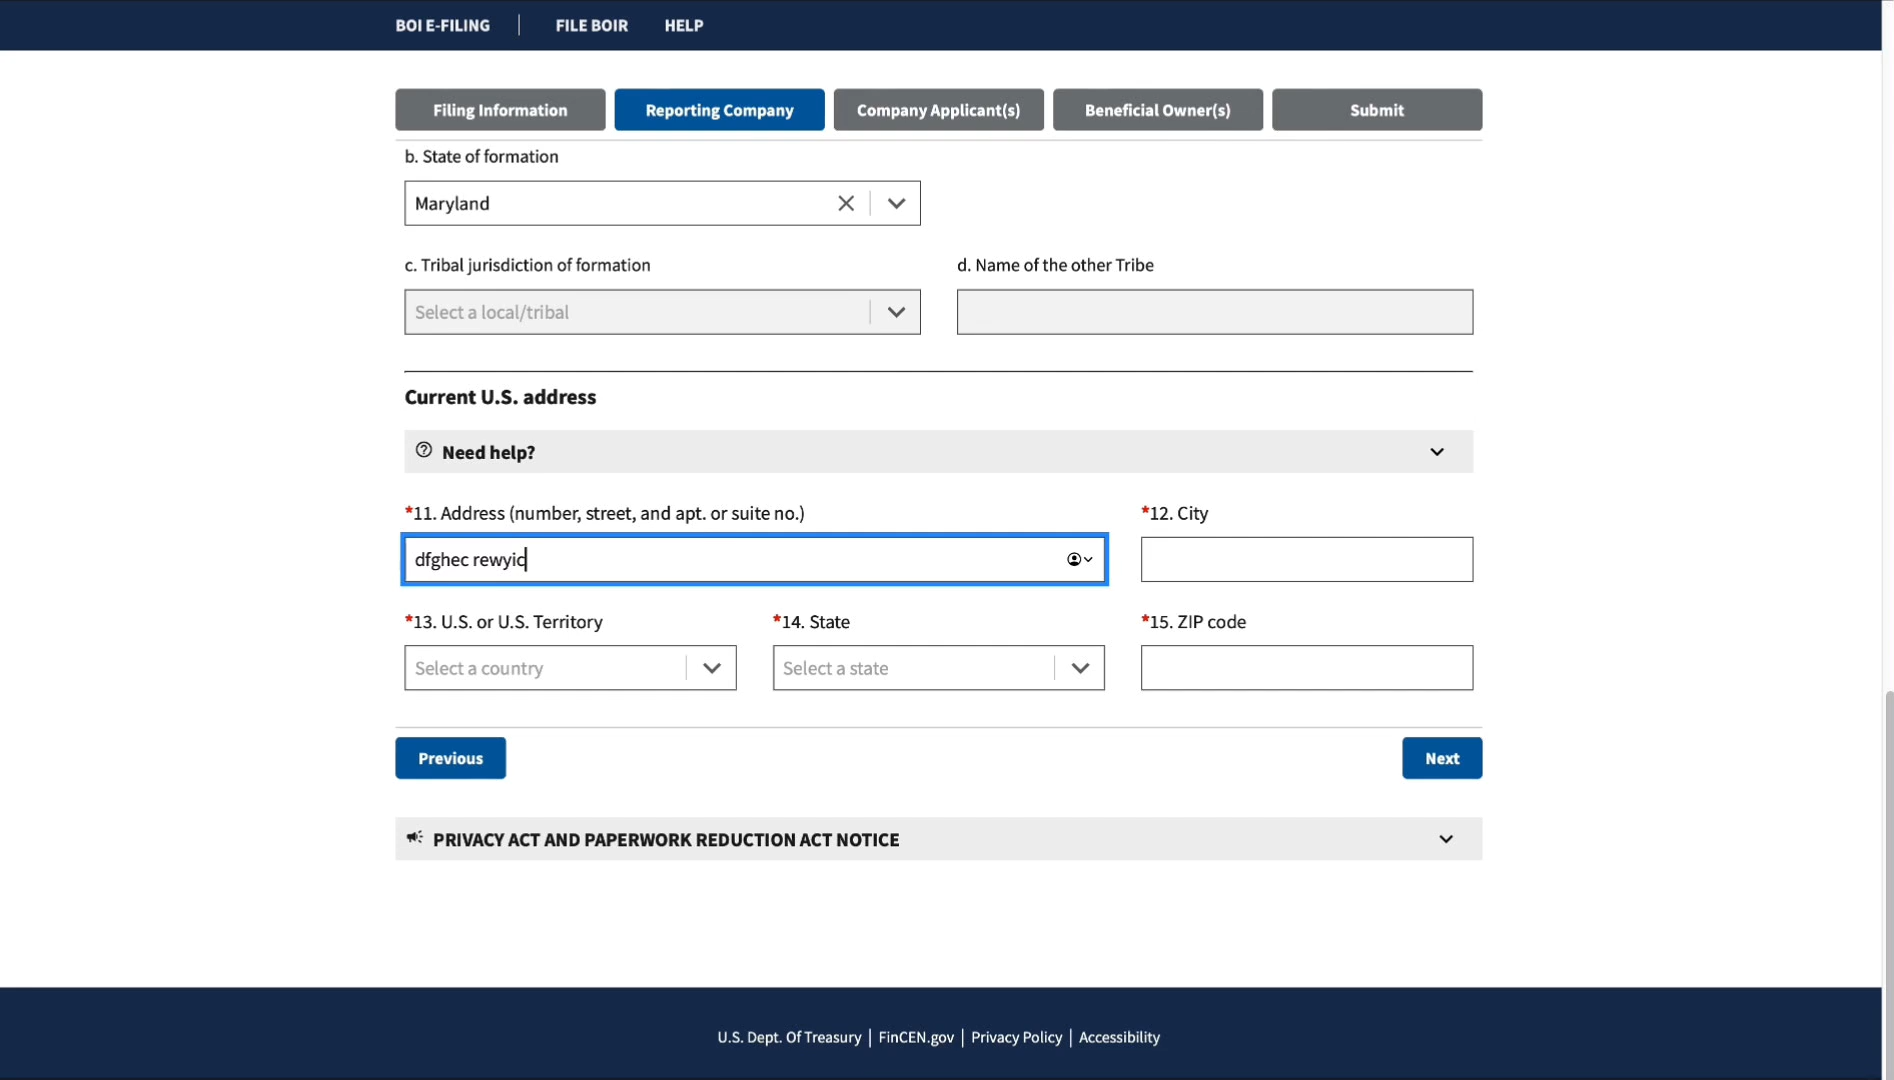 BOI E-FILING FILE BOIR HELP
Filing Information Reporting Company Company Applicant(s) Beneficial Owner(s) Submit
b. State of formation
Maryland
c. Tribal jurisdiction of formation d. Name of the other Tribe
Select a local/tribal
Current U.S. address
Need help?
*11. Address (number, street, and apt. or suite no.) *12. City
dfghec rewyic
*13. U.S. or U.S. Territory *14. State *15. ZIP code
Select a country Select a state
Previous Next
PRIVACY ACT AND PAPERWORK REDUCTION ACT NOTICE
U.S. Dept. Of Treasury | FinCEN.gov | Privacy Policy | Accessibility